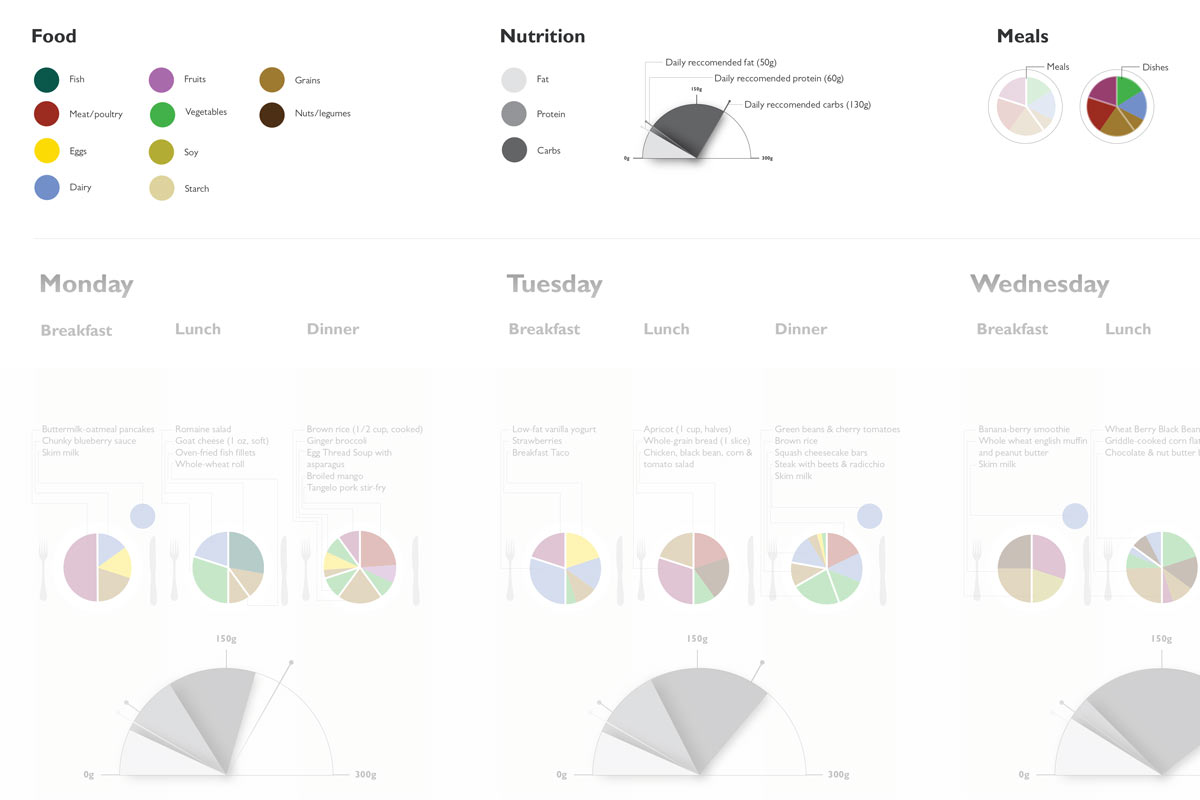 Food
Fish
Meat/poultry
Eggs
Dairy
Fruits
Vegetables
Soy
Starch
Grains
Nuts/legumes
Nutrition
Fat
Protein
Carbs
Daily reccomended fat (50g)
Daily reccomended protein (60g)
150g
Daily reccomended carbs (130g)
0g
300g
Meals
Meals
Dishes
Monday
Breakfast
Lunch
Dinner
Buttermilk-oatmeal pancakes
Chunky blueberry sauce
Skim milk
Romaine salad
Goat cheese (1 oz, soft)
Oven-fried fish fillets
Whole-wheat roll
Brown rice (1/2 cup, cooked)
Ginger broccoli
Egg Thread Soup with
asparagus
Broiled mango
Tangelo pork stir-fry
150g
0g
300g
Tuesday
Breakfast
Lunch
Dinner
Low-fat vanilla yogurt
Strawberries
Breakfast Taco
Apricot (1 cup, halves)
Whole-grain bread (1 slice)
Chicken, black bean, corn &
tomato salad
Green beans & cherry tomatoes
Brown rice
Squash cheesecake bars
Steak with beets & radicchio
Skim milk
150g
0g
300g
Wednesday
Breakfast
Lunch
Banana-berry smoothie
Whole wheat english muffin
and peanut butter
Skim milk
Wheat Berry Black Bean
Griddle-cooked corn
Chocolate & nut butter
150g
0g